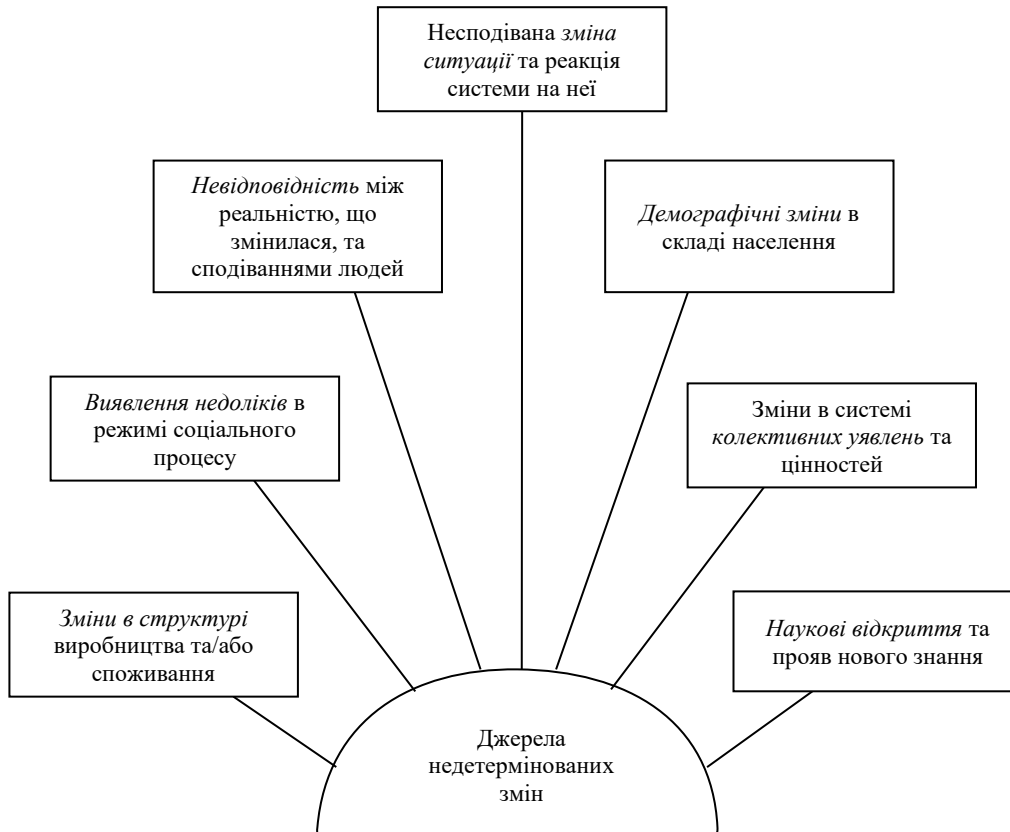 Несподівана зміна
ситуації та реакція
системи на неї
Невідповідність між
реальністю, що
змінилася, та
сподіваннями людей
Демографічні зміни в
складі населення
Виявлення недоліків в
режимі соціального
процесу
Зміни в системі
колективних уявлень та
цінностей
Зміни в структурі
виробництва та/або
споживання
Наукові відкриття та
прояв нового знання
Джерела
недетермінованих
змін